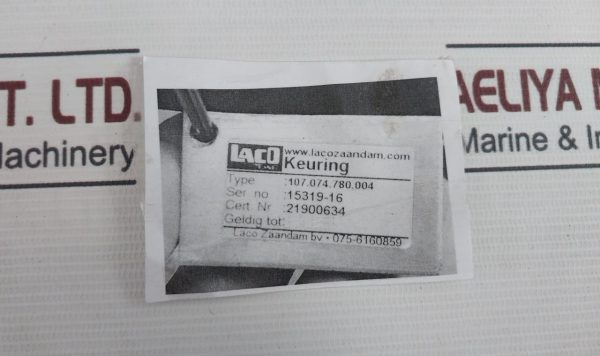 T. LTD.
Machinery
AELIYA M
Marine & In
LACO
www.lacozaandam.com
Keuring
Type :107.074.780.004
Ser no :15319-16
Cert Nr :21900634
Geldig tot:
Laco Zaandam bv • 075-6160859